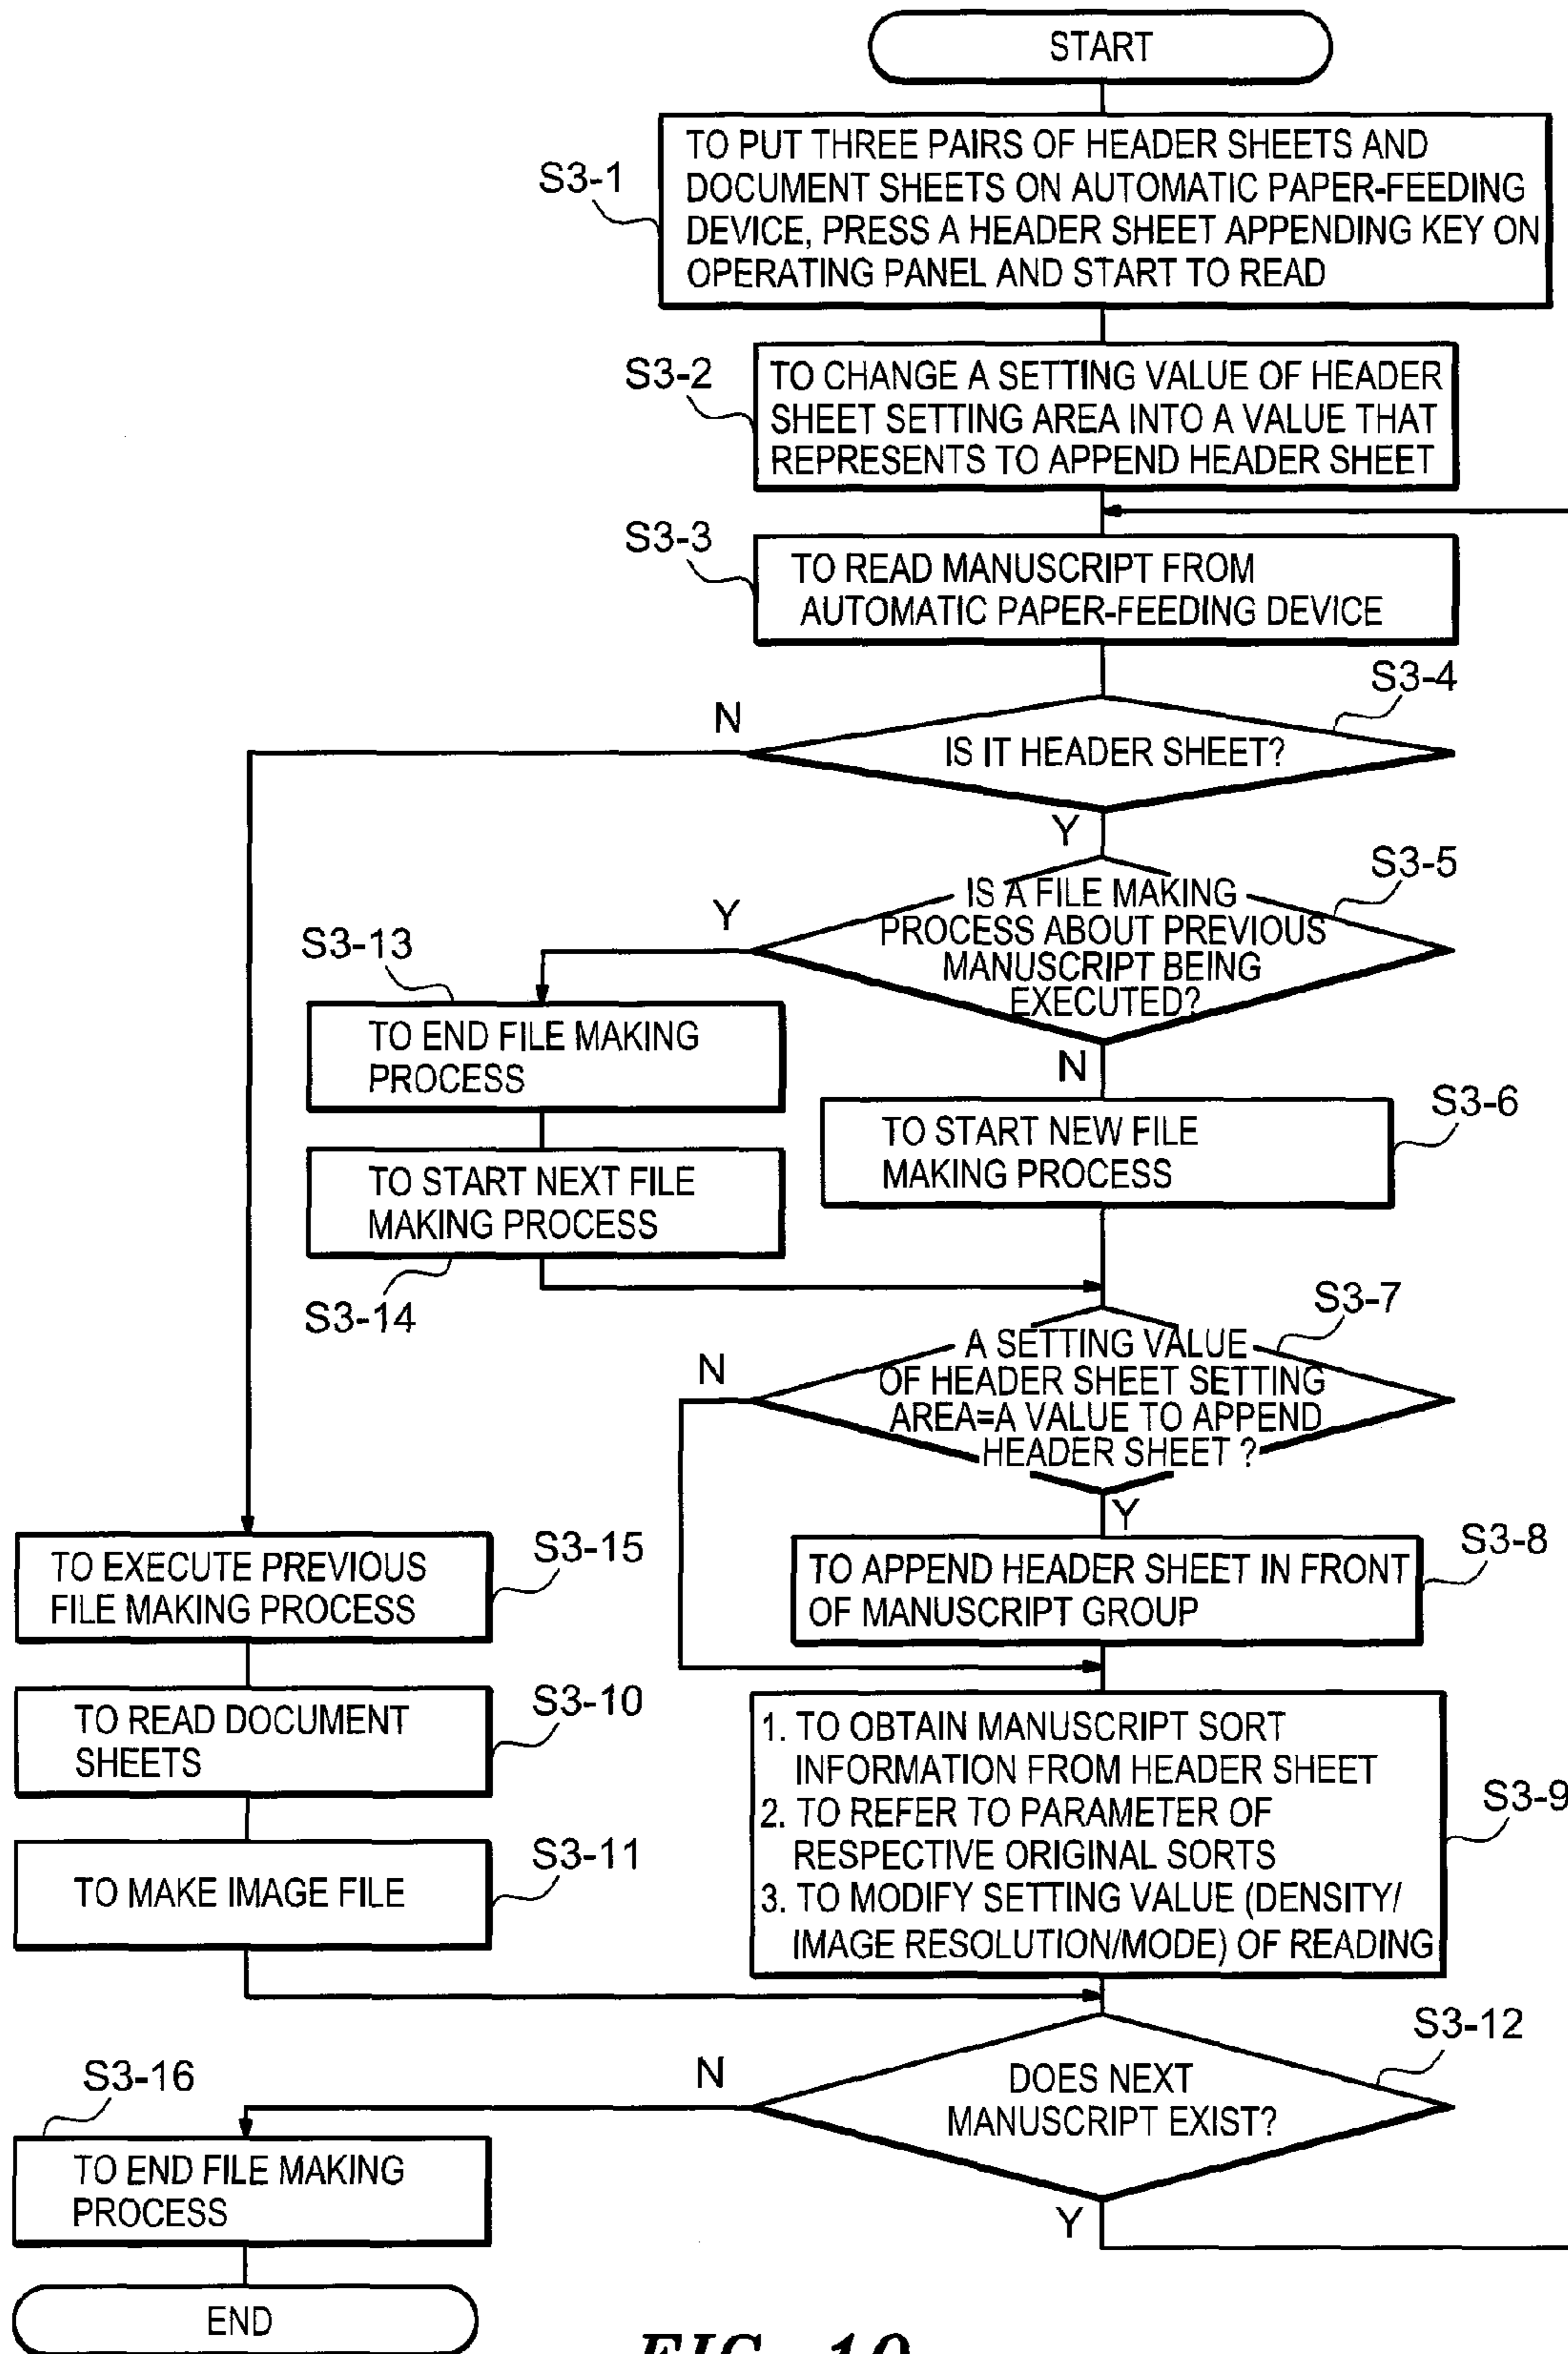 START
S3-1
TO PUT THREE PAIRS OF HEADER SHEETS AND
DOCUMENT SHEETS ON AUTOMATIC PAPER-FEEDING
DEVICE, PRESS A HEADER SHEET APPENDING KEY ON
OPERATING PANEL AND START TO READ
S3-2
TO CHANGE A SETTING VALUE OF HEADER
SHEET SETTING AREA INTO A VALUE THAT
REPRESENTS TO APPEND HEADER SHEET
S3-3
TO READ MANUSCRIPT FROM
AUTOMATIC PAPER-FEEDING DEVICE
S3-4
N
IS IT HEADER SHEET?
Y
S3-5
Y
IS A FILE MAKING
PROCESS ABOUT PREVIOUS
MANUSCRIPT BEING
EXECUTED?
N
S3-13
TO END FILE MAKING
PROCESS
S3-6
TO START NEW FILE
MAKING PROCESS
TO START NEXT FILE
MAKING PROCESS
S3-14
S3-7
N
A SETTING VALUE
OF HEADER SHEET SETTING
AREA=A VALUE TO APPEND
HEADER SHEET ?
Y
TO EXECUTE PREVIOUS
FILE MAKING PROCESS
S3-15
S3-8
TO APPEND HEADER SHEET IN FRONT
OF MANUSCRIPT GROUP
TO READ DOCUMENT
SHEETS
S3-10
1. TO OBTAIN MANUSCRIPT SORT
INFORMATION FROM HEADER SHEET
2. TO REFER TO PARAMETER OF
RESPECTIVE ORIGINAL SORTS
3. TO MODIFY SETTING VALUE (DENSITY/
IMAGE RESOLUTION/MODE) OF READING
S3-9
TO MAKE IMAGE FILE
S3-11
S3-12
N
DOES NEXT
MANUSCRIPT EXIST?
Y
S3-16
TO END FILE MAKING
PROCESS
END